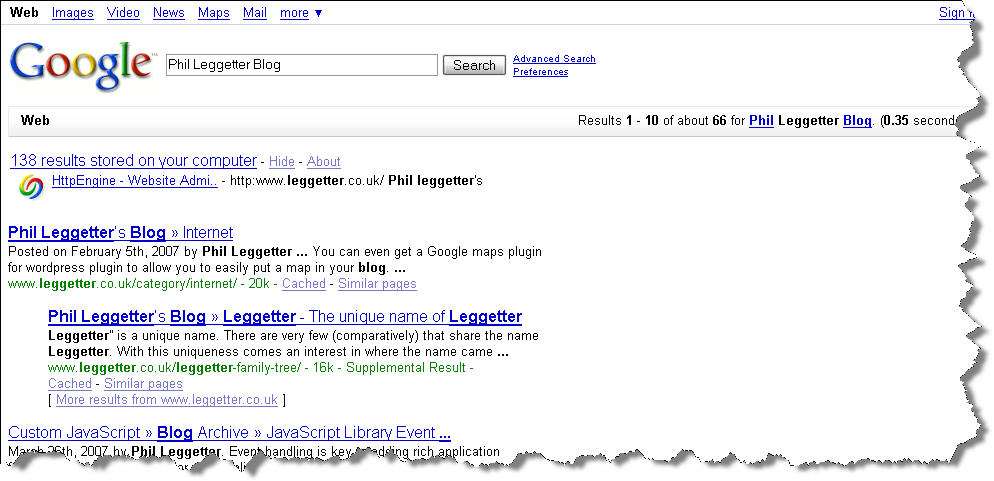 Web Images Video News Maps Mail more ▼ Sign
Google™ Phil Leggetter Blog Search Advanced Search
Preferences
Web Results 1 - 10 of about 66 for Phil Leggetter Blog. (0.35 seconds
138 results stored on your computer - Hide - About
HttpEngine - Website Admi.. - http:www.leggetter.co.uk/ Phil leggetter's
Phil Leggetter's Blog » Internet
Posted on February 5th, 2007 by Phil Leggetter ... You can even get a Google maps plugin
for wordpress plugin to allow you to easily put a map in your blog. ...
www.leggetter.co.uk/category/internet/ - 20k - Cached - Similar pages
Phil Leggetter's Blog » Leggetter - The unique name of Leggetter
Leggetter" is a unique name. There are very few (comparatively) that share the name
Leggetter. With this uniqueness comes an interest in where the name came ...
www.leggetter.co.uk/leggetter-family-tree/ - 16k - Supplemental Result -
Cached - Similar pages
[ More results from www.leggetter.co.uk ]
Custom JavaScript » Blog Archive » JavaScript Library Event ...
2007 by Phil Leggetter. Event handling is key adding rich application